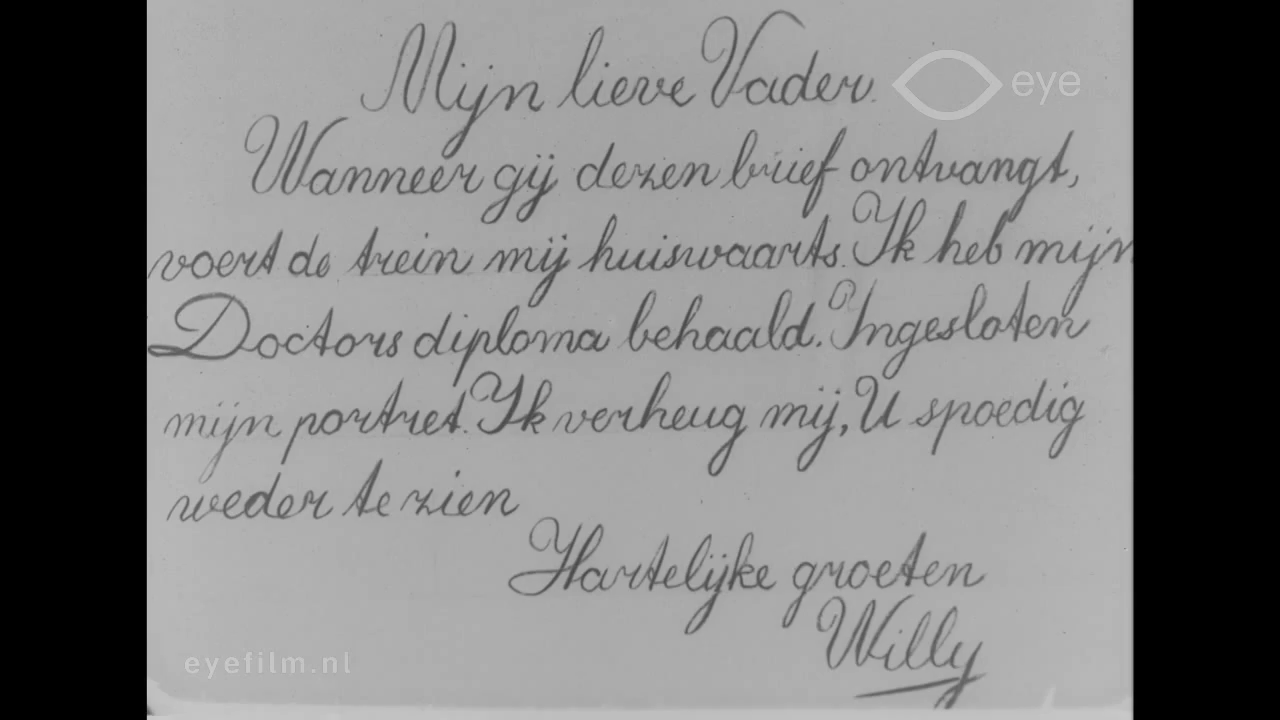 Mijn lieve Vader.
eye
Wanneer gij dezen brief ontvangt,
voert de trein mij huiswaarts. Ik heb mijn
Doctors diploma behaald. Ingesloten
mijn portret. Ik verheug mij, U spoedig
weder te zien
Hartelijke groeten
Willy
eyefilm.nl